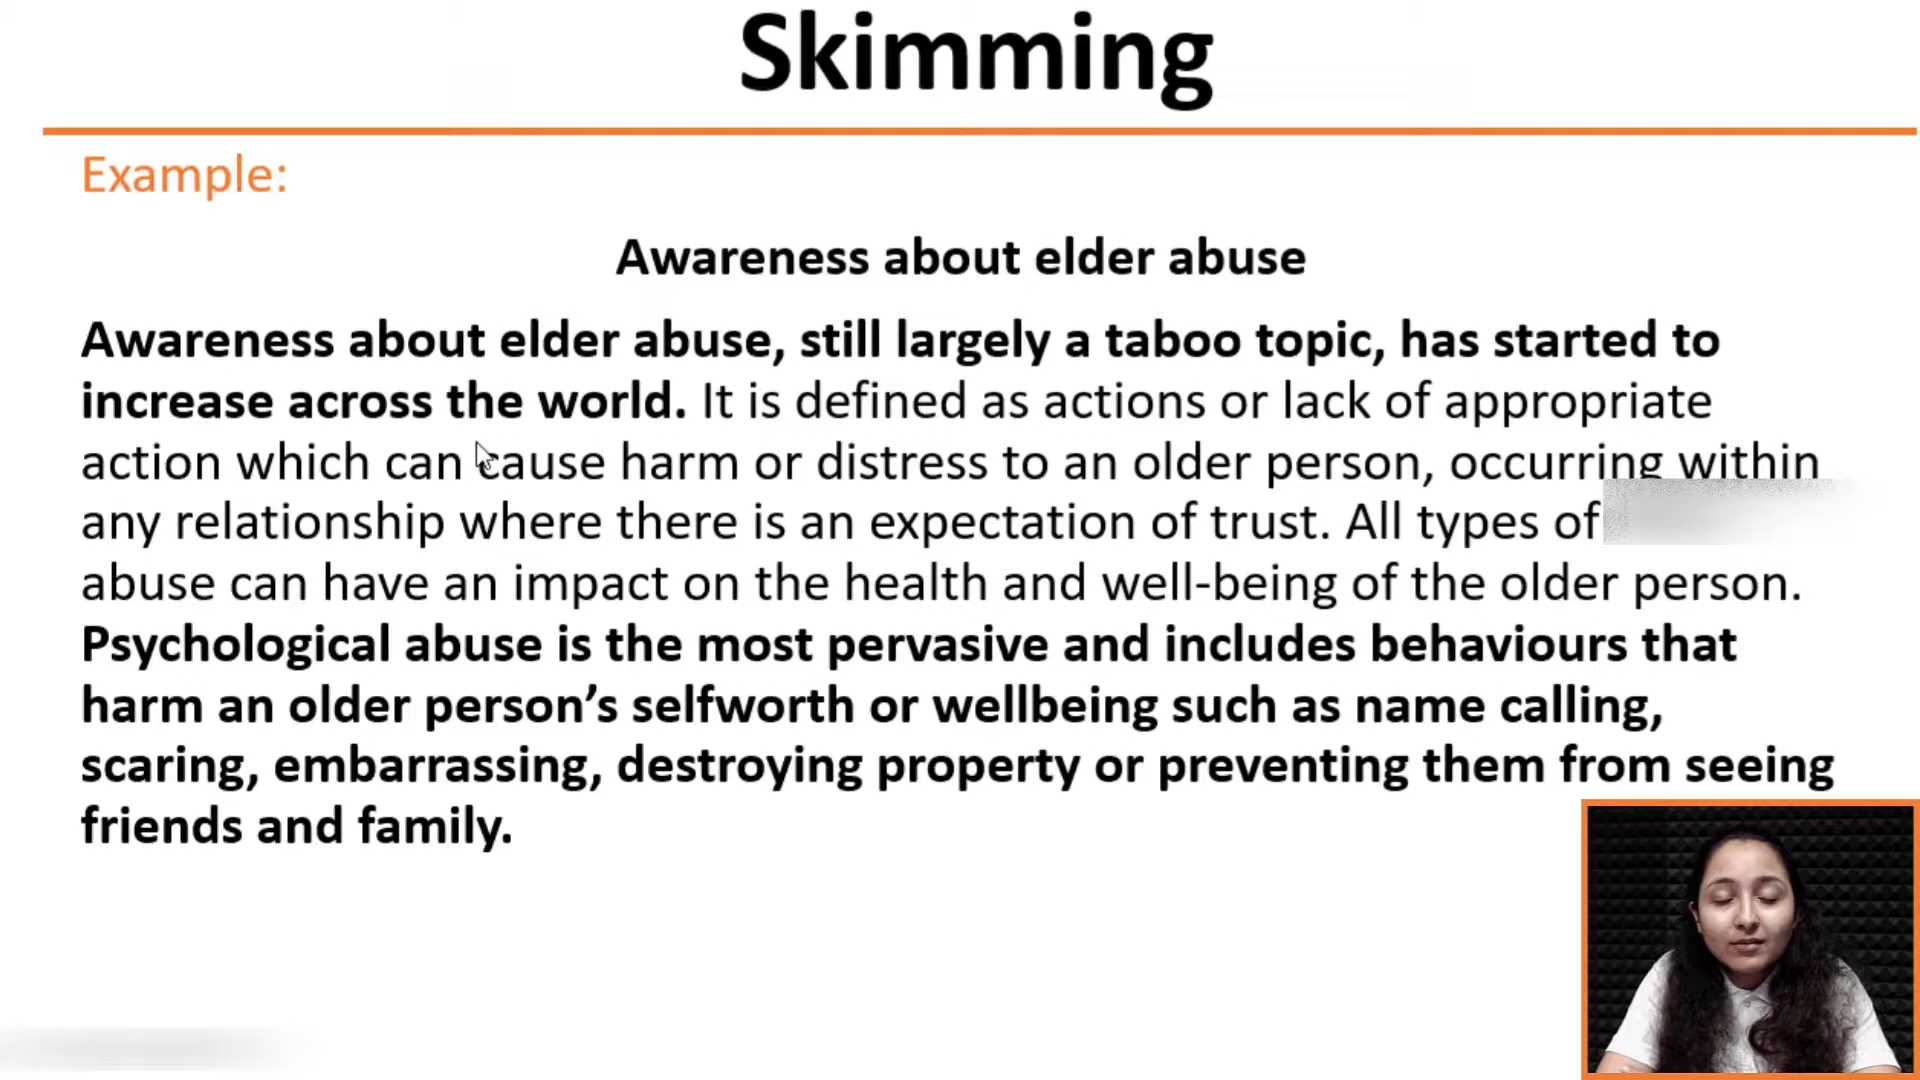 Skimming
Example:
Awareness about elder abuse
Awareness about elder abuse, still largely a taboo topic, has started to
increase across the world. It is defined as actions or lack of appropriate
action which can cause harm or distress to an older person, occurring within
any relationship where there is an expectation of trust. All types of
abuse can have an impact on the health and well-being of the older person.
Psychological abuse is the most pervasive and includes behaviours that
harm an older person’s selfworth or wellbeing such as name calling,
scaring, embarrassing, destroying property or preventing them from seeing
friends and family.